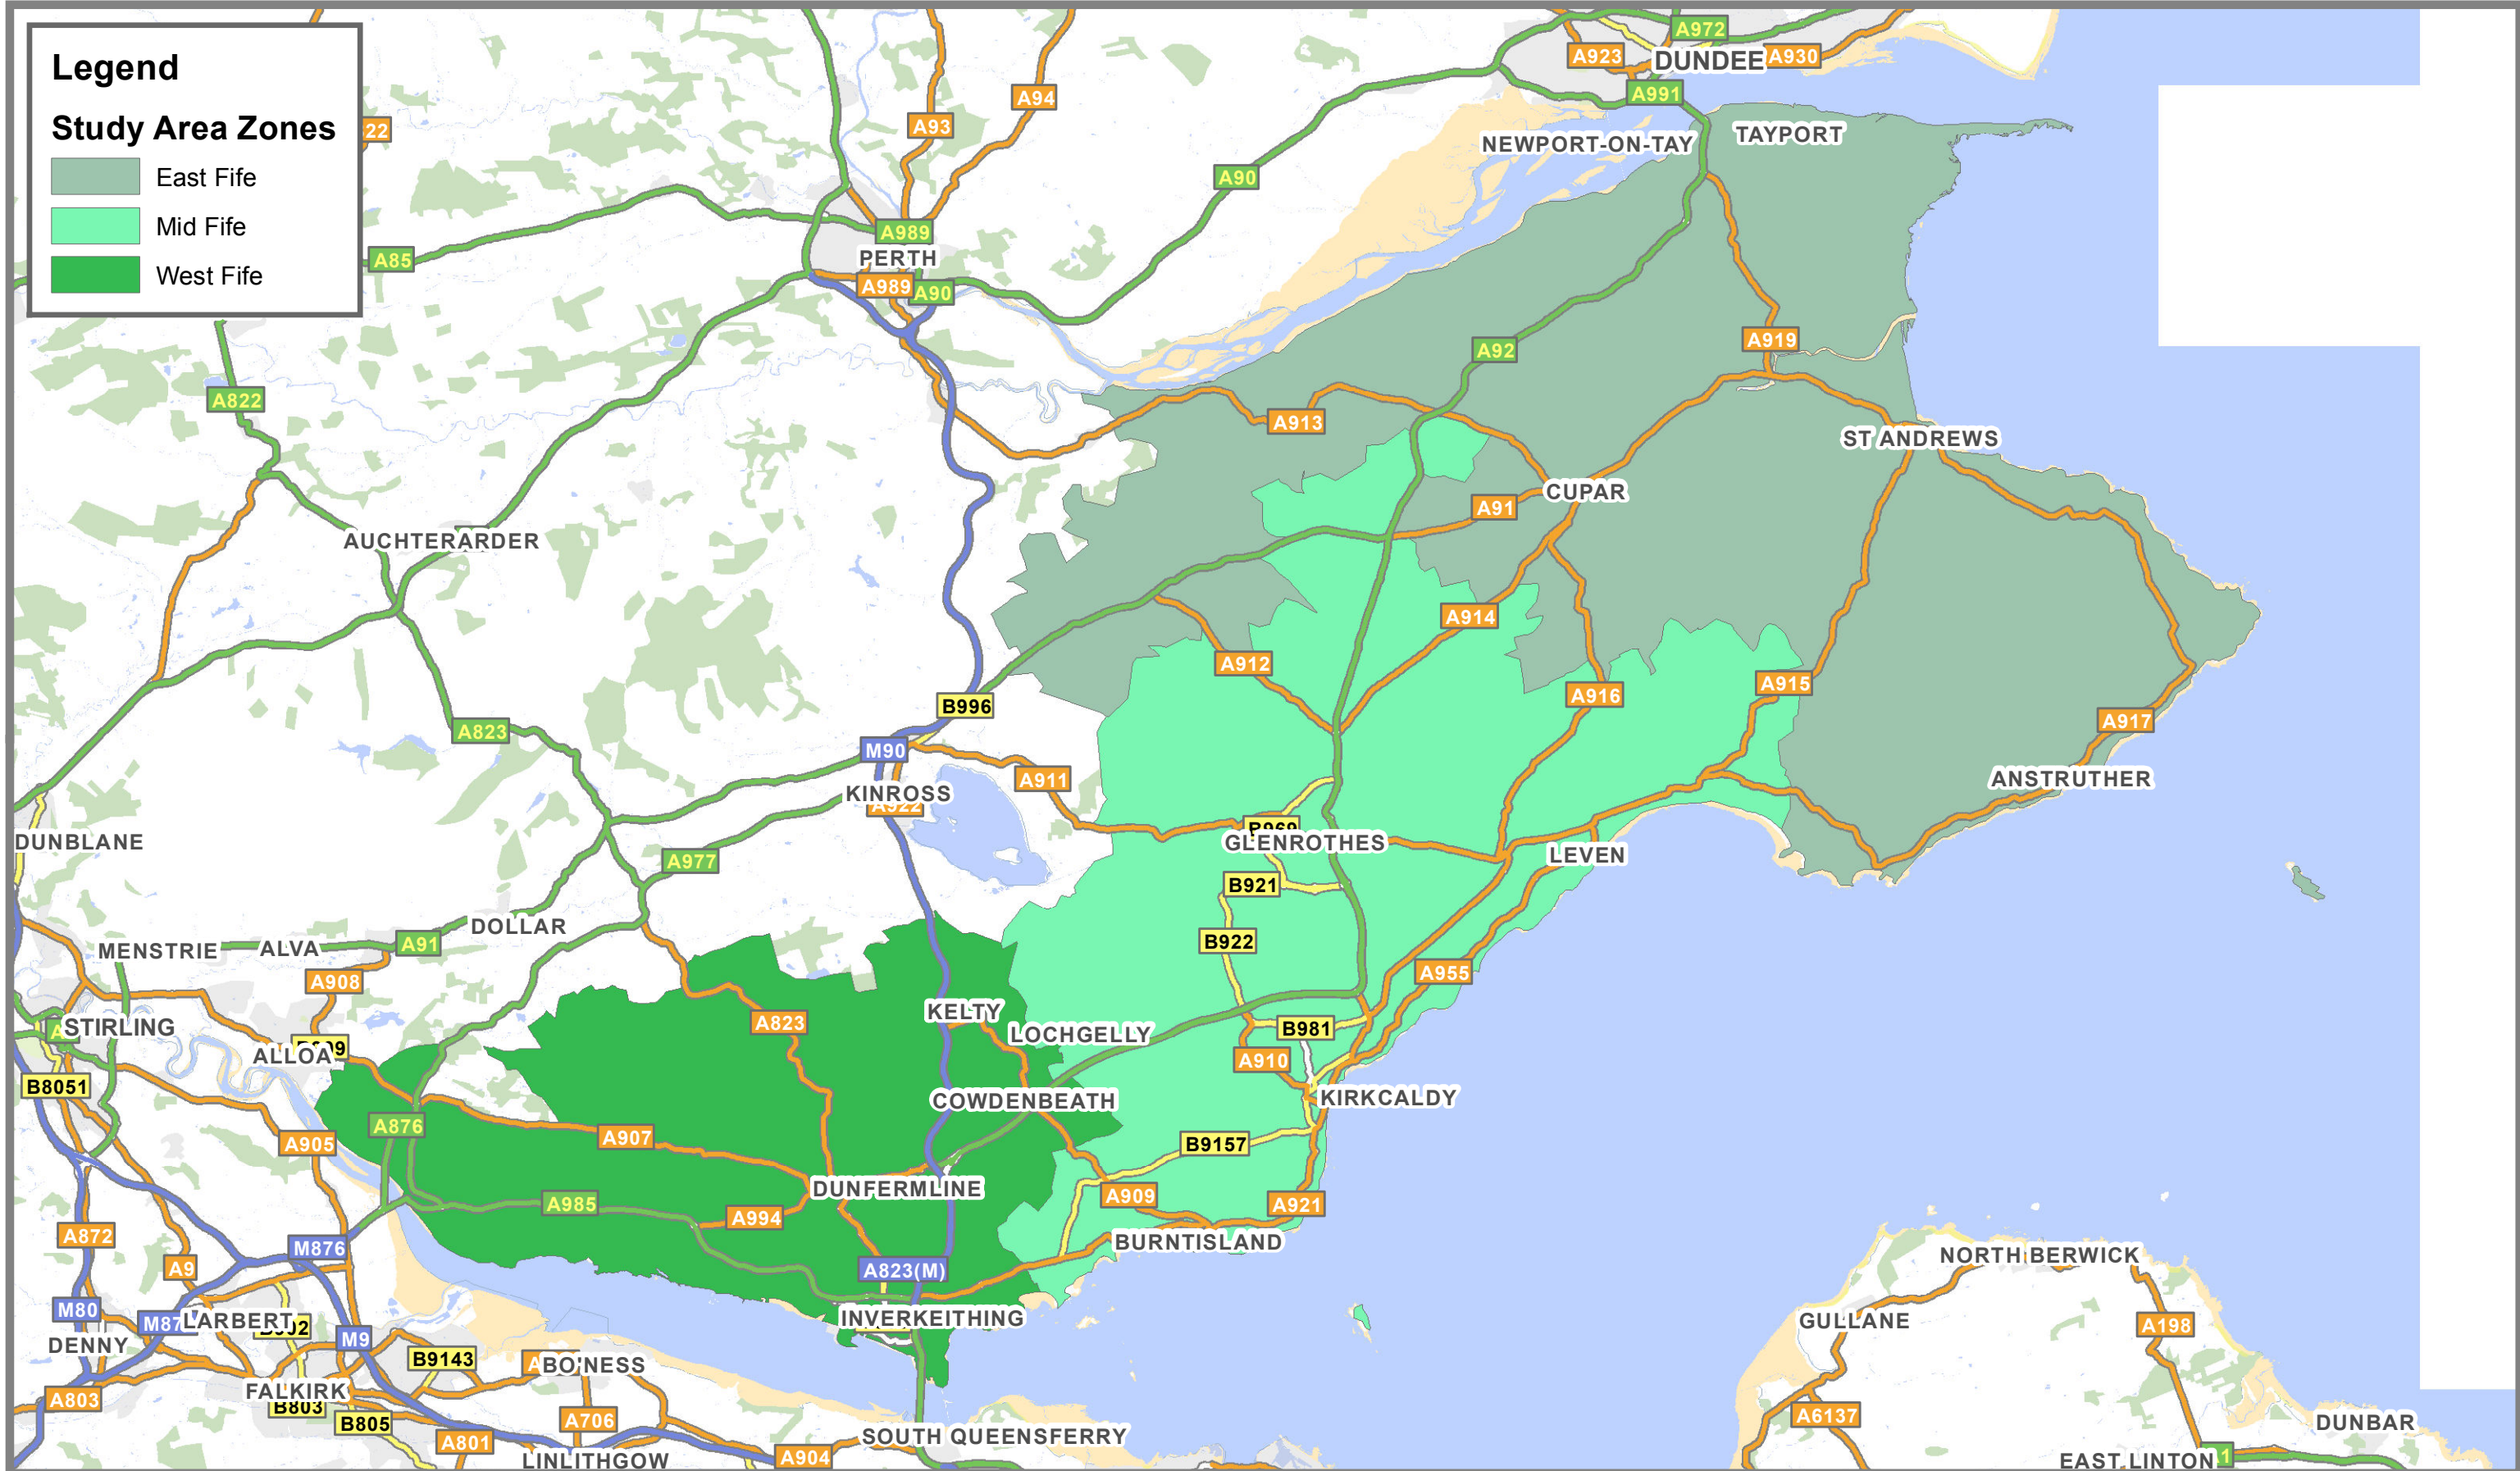 Legend
Study Area Zones
East Fife
Mid Fife
West Fife
A972
A923
DUNDEE
A930
A991
A94
A93
22
TAYPORT
NEWPORT-ON-TAY
A90
A989
A85
PERTH
A989
A90
A919
A92
A822
A913
ST ANDREWS
CUPAR
A91
AUCHTERARDER
A914
A912
A915
A916
B996
A917
A823
M90
A911
ANSTRUTHER
KINROSS
A922
B969
DUNBLANE
GLENROTHES
LEVEN
A977
B921
DOLLAR
B922
A91
ALVA
MENSTRIE
A955
A908
KELTY
A823
STIRLING
B981
LOCHGELLY
ALLOA
A910
B8051
KIRKCALDY
COWDENBEATH
A876
A907
A905
B9157
DUNFERMLINE
A909
A985
A921
A994
A872
BURNTISLAND
M876
NORTH BERWICK
A9
A823(M)
M80
INVERKEITHING
LARBERT
GULLANE
A198
M9
DENNY
B9143
BO'NESS
FALKIRK
A803
B803
A6137
A706
B805
DUNBAR
SOUTH QUEENSFERRY
A801
A904
LINLITHGOW
EAST LINTON